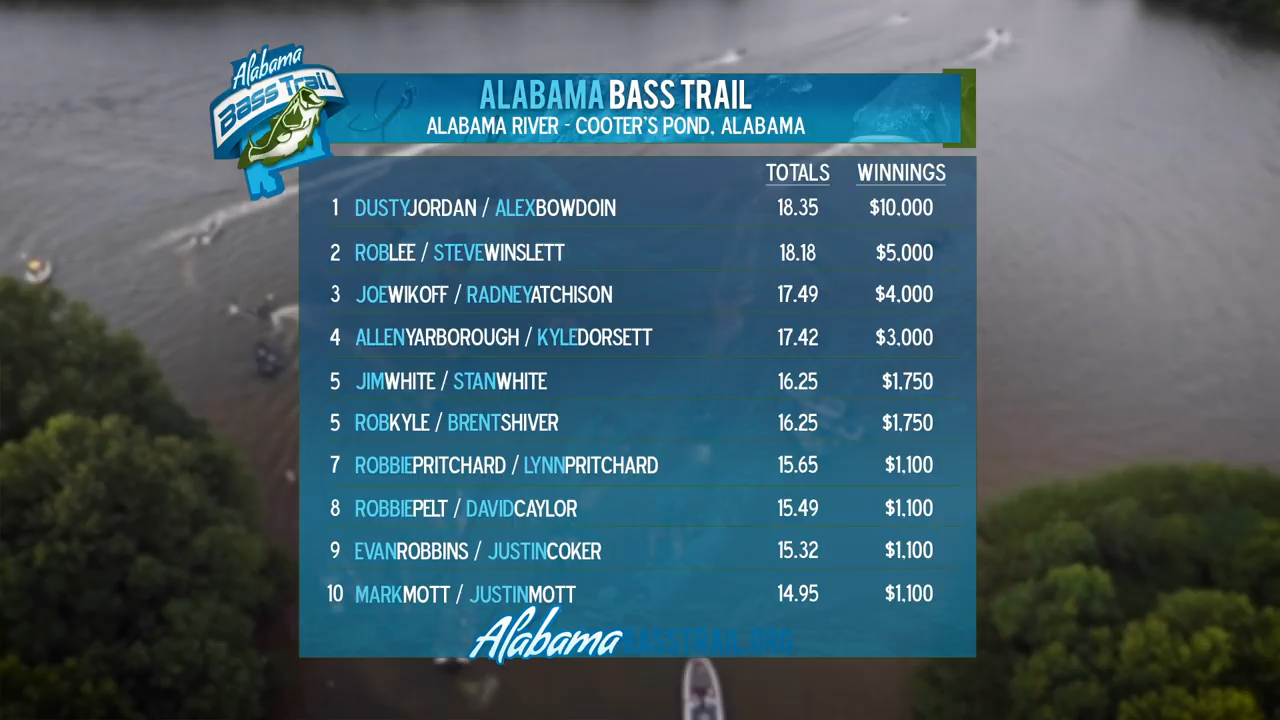 Alabama
Bass Trail
ALABAMA BASS TRAIL
ALABAMA RIVER - COOTER'S POND, ALABAMA
TOTALS WINNINGS
1 DUSTYJORDAN / ALEXBOWDOIN 18.35 $10,000
2 ROBLEE / STEVEWINSLETT 18.18 $5,000
3 JOEWIKOFF / RADNEYATCHISON 17.49 $4,000
4 ALLENYARBOROUGH / KYLEDORSETT 17.42 $3,000
5 JIMWHITE / STANWHITE 16.25 $1,750
5 ROBKYLE / BRENTSHIVER 16.25 $1,750
7 ROBBIEPRITCHARD / LYNNPRITCHARD 15.65 $1,100
8 ROBBIEPELT / DAVIDCAYLOR 15.49 $1,100
9 EVANROBBINS / JUSTINCOKER 15.32 $1,100
10 MARKMOTT / JUSTINMOTT 14.95 $1,100
Alabama BASSTRAIL.ORG